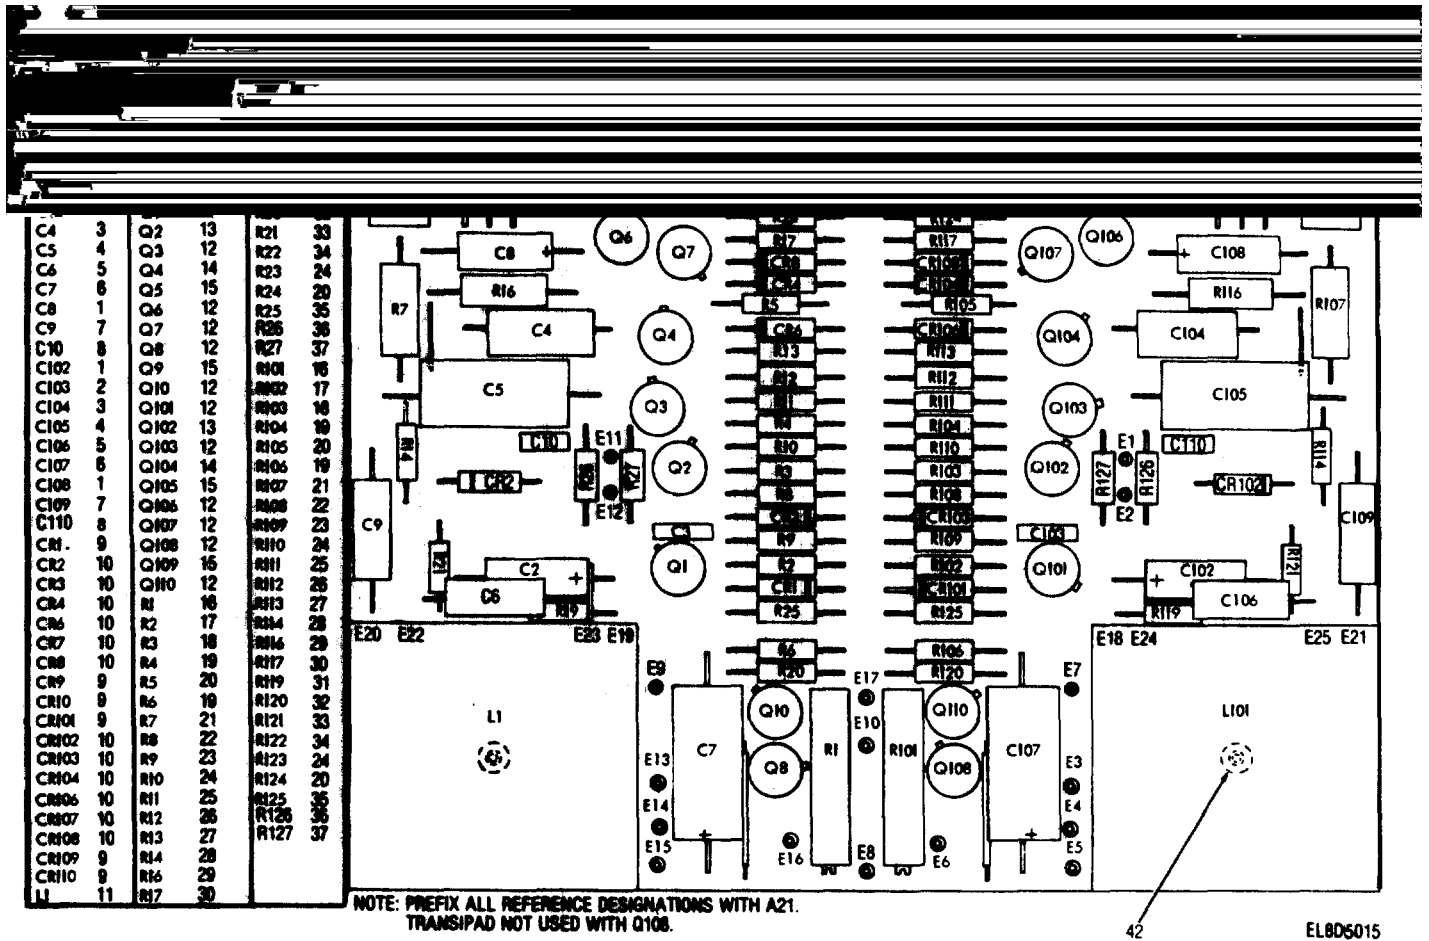 C4 3 Q2 13 R21 33
C5 4 Q3 12 R22 34
C6 5 Q4 14 R23 24
C7 6 Q5 15 R24 20
C8 1 Q6 12 R25 35
C9 7 Q7 12 R26 36
C10 8 Q8 12 R27 37
C102 1 Q9 15 R101 16
C103 2 Q10 12 R102 17
C104 3 Q101 12 R103 18
C105 4 Q102 13 R104 19
C106 5 Q103 12 R105 20
C107 6 Q104 14 R106 19
C108 1 Q105 15 R107 21
C109 7 Q106 12 R108 22
C110 8 Q107 12 R109 23
CR1. 9 Q108 12 R110 24
CR2 10 Q109 15 R111 25
CR3 10 Q110 12 R112 26
CR4 10 R1 16 R113 27
CR6 10 R2 17 R114 28
CR7 10 R3 18 R116 29
CR8 10 R4 19 R117 30
CR9 9 R5 20 R119 31
CR10 9 R6 19 R120 32
CR101 9 R7 21 R121 33
CR102 10 R8 22 R122 34
CR103 10 R9 23 R123 24
CR104 10 R10 24 R124 20
CR106 10 R11 25 R125 35
CR107 10 R12 26 R126 36
CR108 10 R13 27 R127 37
CR109 9 R14 28
CR110 9 R16 29
L1 11 R17 30
Q6 R17 R117 Q106
C8 + Q7 CR8 CR108 Q107 + C108
R7 R16 CR4 CR104 R116 R107
R5 R105
C4 Q4 CR6 CR106 Q104 C104
R13 R113
C5 R12 R112 C105
Q3 R11 R111 Q103
R4 R104
R14 C10 E11 R10 R110 E1 C110 R114
CR2 R26 R27 Q2 R3 R103 Q102 R127 R126 CR102
E12 R8 R108 E2
C9 C3 CR3 CR103 C103 C109
R9 R109
R21 C2 + Q1 R2 R102 Q101 + C102 R121
C6 CR1 CR101 C106
R19 R25 R125 R119
E20 E22 E23 E19 E18 E24 E25 E21
R6 R106
E9 R20 R120 E7
E17
L1 Q10 Q110 L101
E10
C7 R1 R101 C107
E13 Q8 Q108 E3
E14 E4
+ +
E15 E16 E8 E6 E5
NOTE: PREFIX ALL REFERENCE DESIGNATIONS WITH A21.
TRANSIPAD NOT USED WITH Q108.
42
EL8D5015